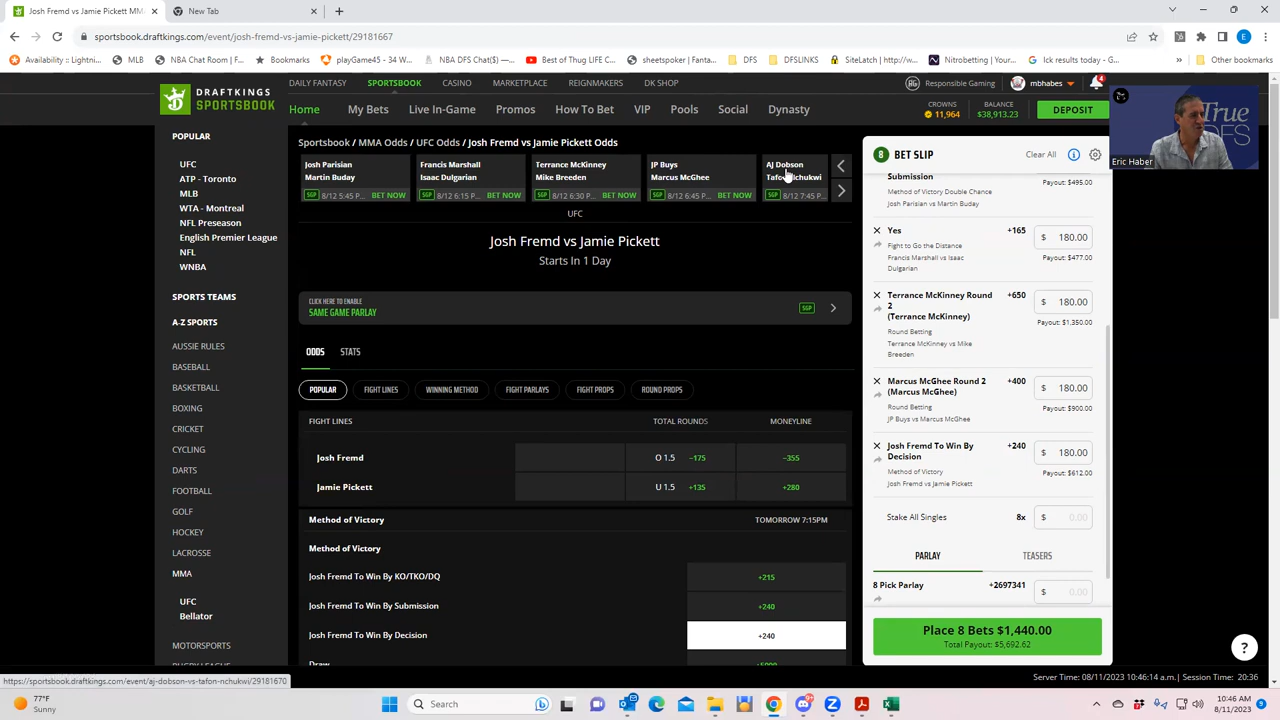 Josh Fremd vs Jamie Pickett MM
New Tab
sportsbook.draftkings.com/event/josh-fremd-vs-jamie-pickett/29181667
Availability :: Lightni...
MLB
NBA Chat Room | F...
Bookmarks
playGame45 - 34 W...
NBA DFS Chat($) —...
Best of Thug LIFE C...
sheetspoker | Fanta...
DFS
DFSLINKS
SiteLatch | http://w...
Nitrobetting | Your...
Ick results today - G...
Other bookmarks
DRAFTKINGS
SPORTSBOOK
DAILY FANTASY
SPORTSBOOK
CASINO
MARKETPLACE
REIGNMAKERS
DK SHOP
Responsible Gaming
mbhabes
4
Home
My Bets
Live In-Game
Promos
How To Bet
VIP
Pools
Social
Dynasty
CROWNS
11,964
BALANCE
$38,913.23
DEPOSIT
True
DFS
Eric Haber
POPULAR
UFC
ATP - Toronto
MLB
WTA - Montreal
NFL Preseason
English Premier League
NFL
WNBA
SPORTS TEAMS
A-Z SPORTS
AUSSIE RULES
BASEBALL
BASKETBALL
BOXING
CRICKET
CYCLING
DARTS
FOOTBALL
GOLF
HOCKEY
LACROSSE
MMA
UFC
Bellator
MOTORSPORTS
RUGBY LEAGUE
Sportsbook / MMA Odds / UFC Odds / Josh Fremd vs Jamie Pickett Odds
Josh Parisian
Martin Buday
SGP 8/12 5:45 P... BET NOW
Francis Marshall
Isaac Dulgarian
SGP 8/12 6:15 P... BET NOW
Terrance McKinney
Mike Breeden
SGP 8/12 6:30 P... BET NOW
JP Buys
Marcus McGhee
SGP 8/12 6:45 P... BET NOW
AJ Dobson
SGP 8/12 7:45 P...
UFC
Josh Fremd vs Jamie Pickett
Starts In 1 Day
CLICK HERE TO ENABLE
SAME GAME PARLAY
SGP
ODDS
STATS
POPULAR
FIGHT LINES
WINNING METHOD
FIGHT PARLAYS
FIGHT PROPS
ROUND PROPS
FIGHT LINES
TOTAL ROUNDS
MONEYLINE
Josh Fremd
O 1.5 −175
−355
Jamie Pickett
U 1.5 +135
+280
Method of Victory
TOMORROW 7:15PM
Method of Victory
Josh Fremd To Win By KO/TKO/DQ
+215
Josh Fremd To Win By Submission
+240
Josh Fremd To Win By Decision
+240
Draw
+5000
8
BET SLIP
Clear All
Submission
Payout: $495.00
Method of Victory Double Chance
Josh Parisian vs Martin Buday
Yes
+165
$ 180.00
Fight to Go the Distance
Payout: $477.00
Francis Marshall vs Isaac
Dulgarian
Terrance McKinney Round
2
(Terrance McKinney)
+650
$ 180.00
Payout: $1,350.00
Round Betting
Terrance McKinney vs Mike
Breeden
Marcus McGhee Round 2
(Marcus McGhee)
+400
$ 180.00
Round Betting
Payout: $900.00
JP Buys vs Marcus McGhee
Josh Fremd To Win By
Decision
+240
$ 180.00
Method of Victory
Payout: $612.00
Josh Fremd vs Jamie Pickett
Stake All Singles
8x
$ 0.00
PARLAY
TEASERS
8 Pick Parlay
+2697341
$ 0.00
Place 8 Bets $1,440.00
Total Payout: $5,692.62
?
https://sportsbook.draftkings.com/event/aj-dobson-vs-tafon-nchukwi/29181670
Server Time: 08/11/2023 10:46:14 a.m. | Session Time: 20:36
77°F
Sunny
Search
10:46 AM
8/11/2023